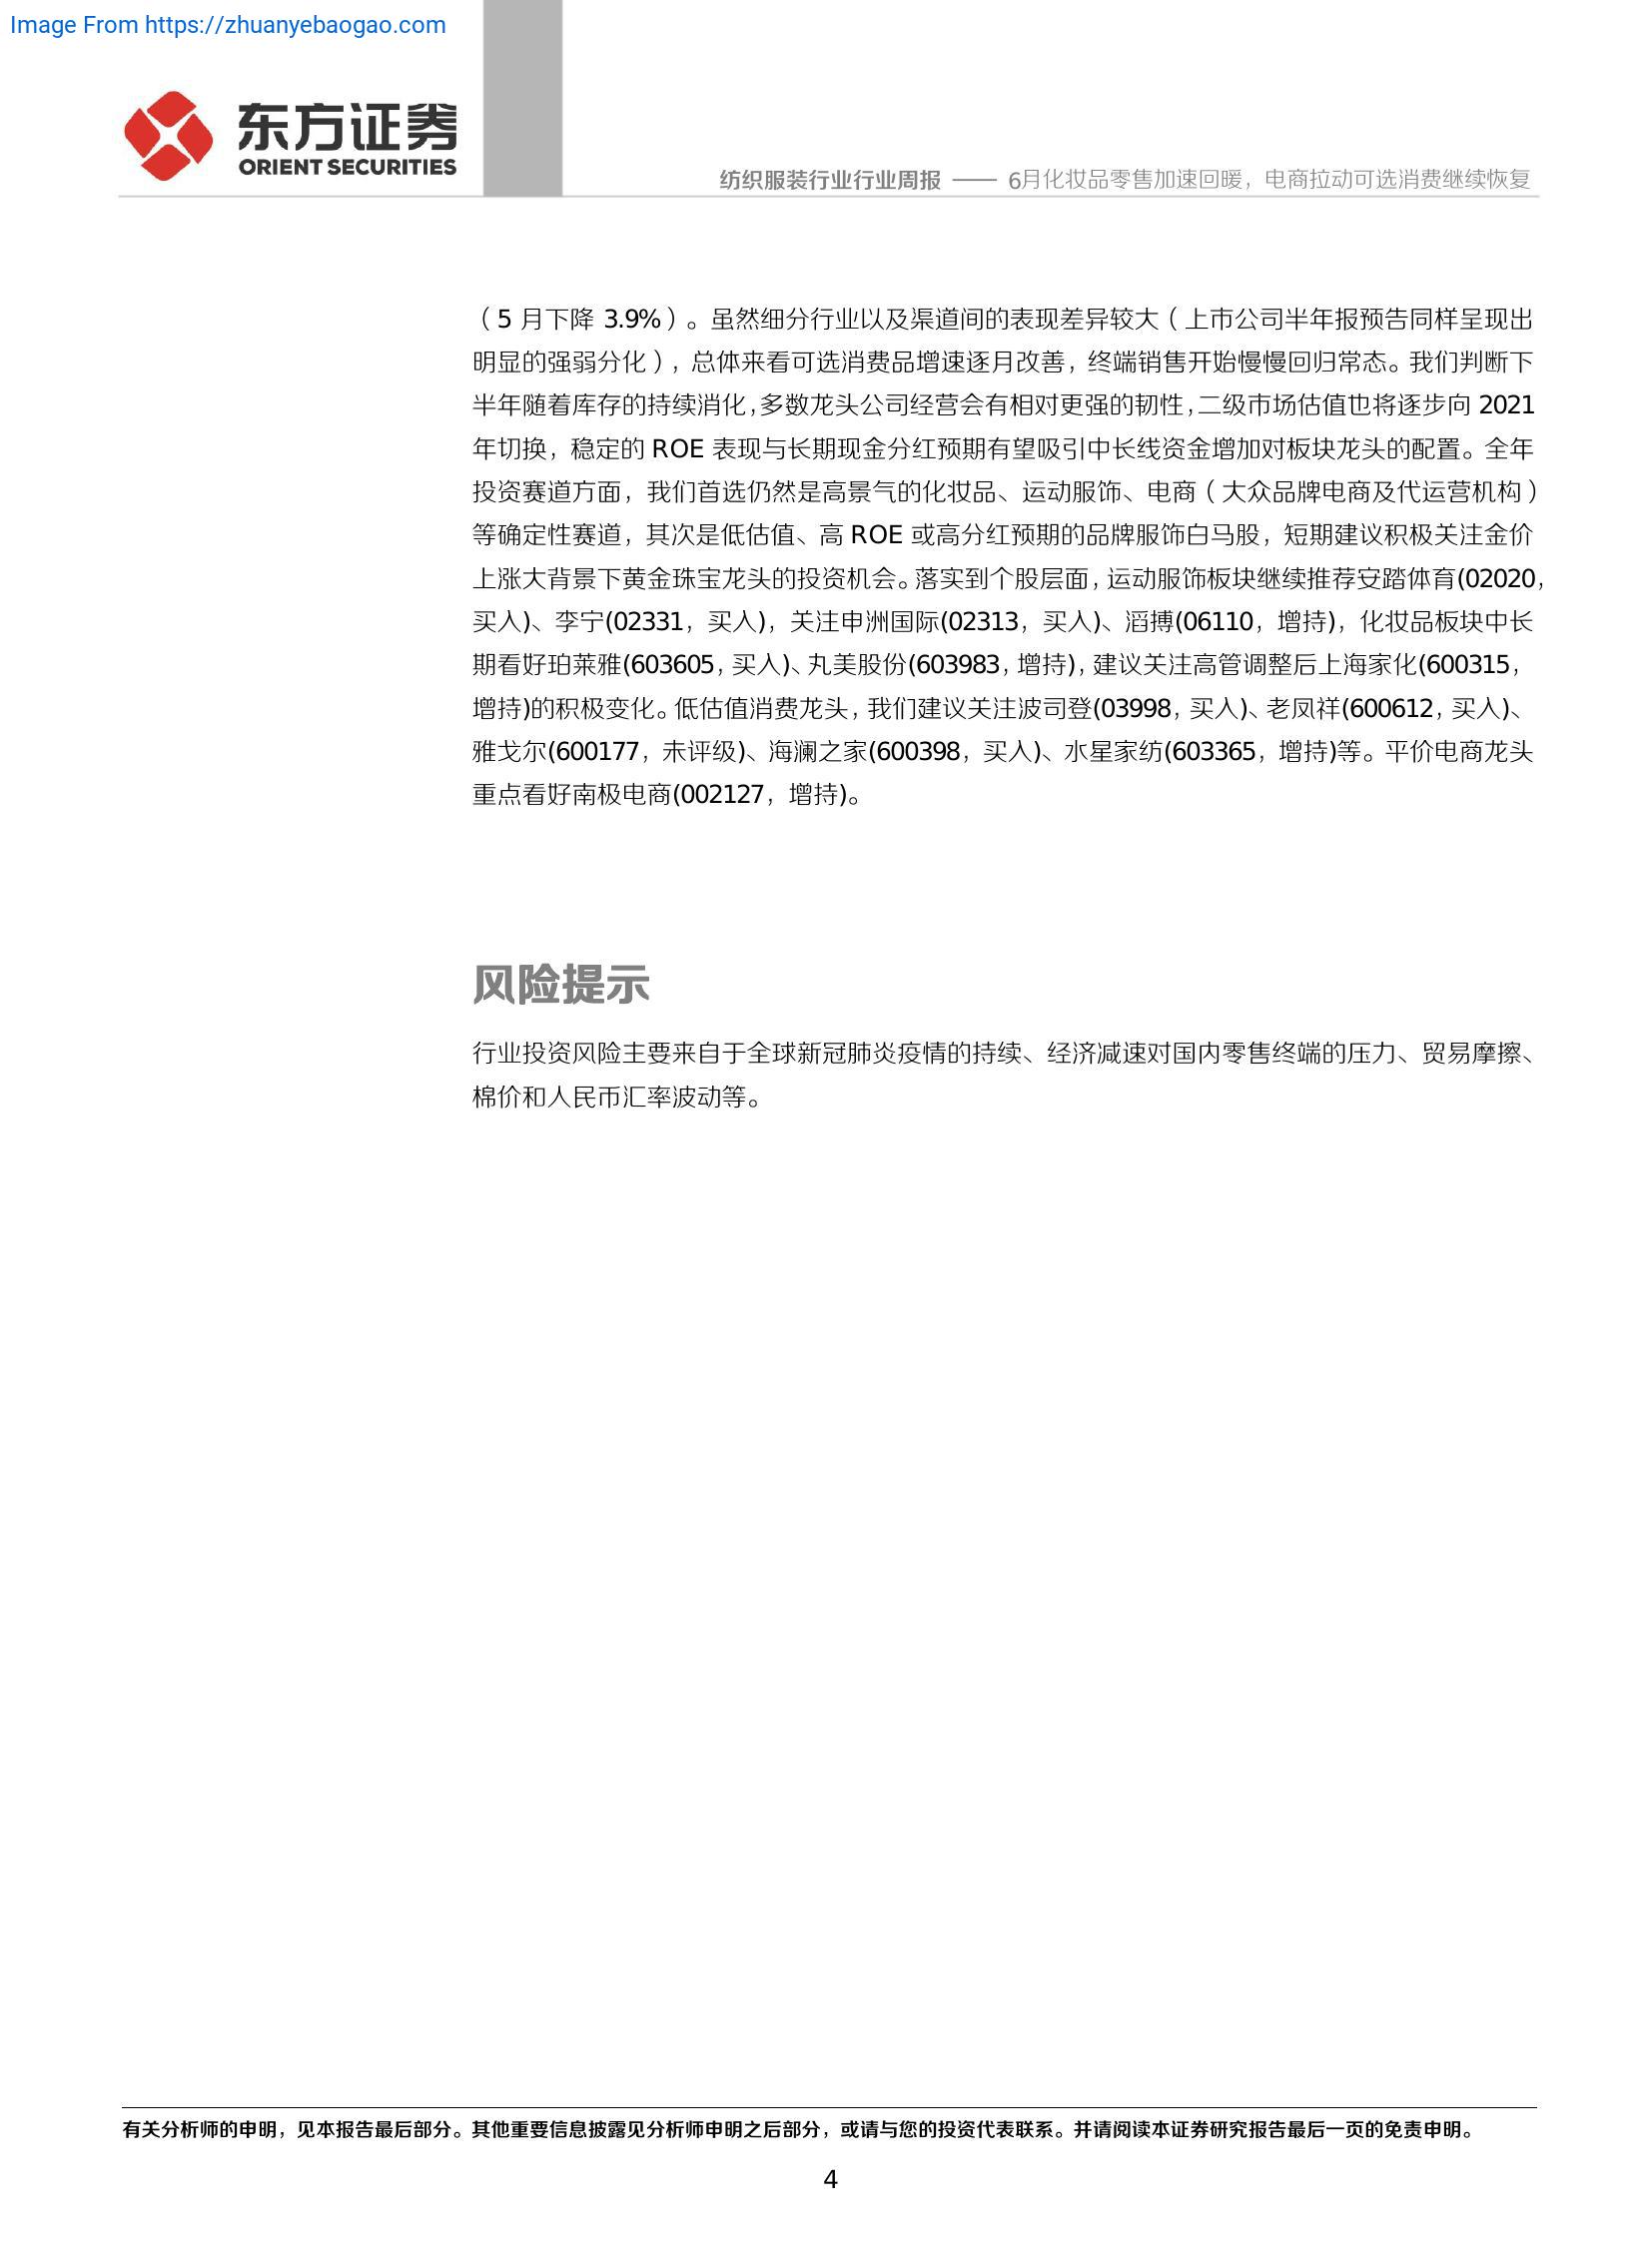 Image From https://zhuanyebaogao.com
东方证券
ORIENT SECURITIES
纺织服装行业行业周报 —— 6月化妆品零售加速回暖，电商拉动可选消费继续恢复
（5 月下降 3.9%）。虽然细分行业以及渠道间的表现差异较大（上市公司半年报预告同样呈现出
明显的强弱分化），总体来看可选消费品增速逐月改善，终端销售开始慢慢回归常态。我们判断下
半年随着库存的持续消化，多数龙头公司经营会有相对更强的韧性，二级市场估值也将逐步向 2021
年切换，稳定的 ROE 表现与长期现金分红预期有望吸引中长线资金增加对板块龙头的配置。全年
投资赛道方面，我们首选仍然是高景气的化妆品、运动服饰、电商（大众品牌电商及代运营机构）
等确定性赛道，其次是低估值、高 ROE 或高分红预期的品牌服饰白马股，短期建议积极关注金价
上涨大背景下黄金珠宝龙头的投资机会。落实到个股层面，运动服饰板块继续推荐安踏体育(02020，
买入)、李宁(02331，买入)，关注申洲国际(02313，买入)、滔搏(06110，增持)，化妆品板块中长
期看好珀莱雅(603605，买入)、丸美股份(603983，增持)，建议关注高管调整后上海家化(600315，
增持)的积极变化。低估值消费龙头，我们建议关注波司登(03998，买入)、老凤祥(600612，买入)、
雅戈尔(600177，未评级)、海澜之家(600398，买入)、水星家纺(603365，增持)等。平价电商龙头
重点看好南极电商(002127，增持)。
风险提示
行业投资风险主要来自于全球新冠肺炎疫情的持续、经济减速对国内零售终端的压力、贸易摩擦、
棉价和人民币汇率波动等。
有关分析师的申明，见本报告最后部分。其他重要信息披露见分析师申明之后部分，或请与您的投资代表联系。并请阅读本证券研究报告最后一页的免责申明。
4